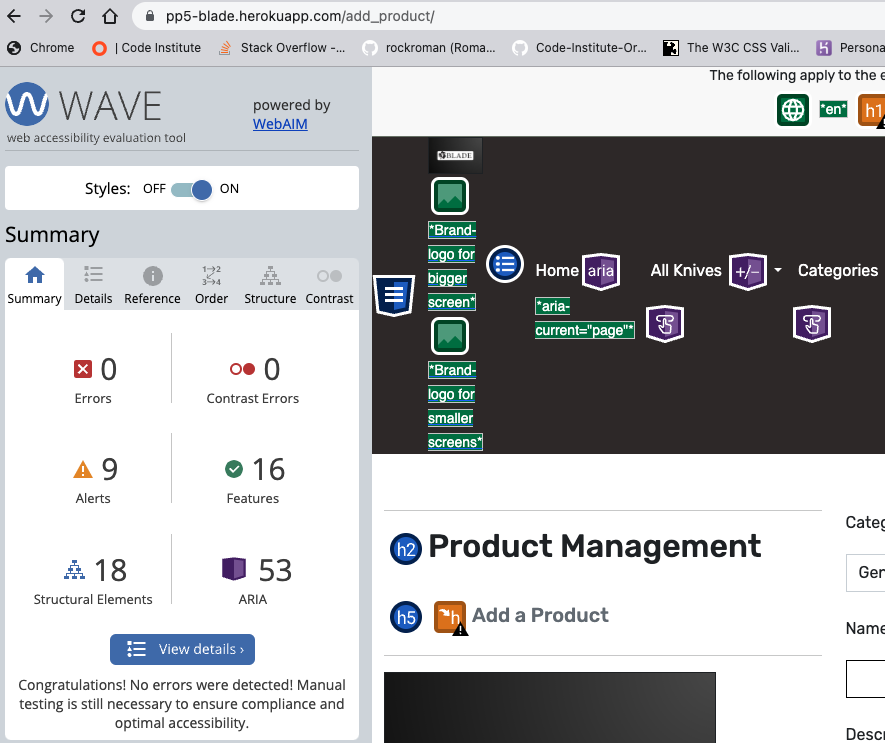 pp5-blade.herokuapp.com/add_product/
Chrome | Code Institute Stack Overflow -... rockroman (Roma... Code-Institute-Or... The W3C CSS Vali... Persona
The following apply to the e
WAVE
powered by
WebAIM
web accessibility evaluation tool
*en* h1
Styles: OFF ON
BLADE
Summary
*Brand-
logo for
bigger
screen*
Home aria All Knives +/- Categories
*aria-
current="page"*
Summary Details Reference Order Structure Contrast
*Brand-
logo for
smaller
screens*
0
Errors
0
Contrast Errors
9
Alerts
16
Features
18
Structural Elements
53
ARIA
View details ›
Congratulations! No errors were detected! Manual
testing is still necessary to ensure compliance and
optimal accessibility.
h2 Product Management
h5 h Add a Product
Categ
Gen
Name
Descr